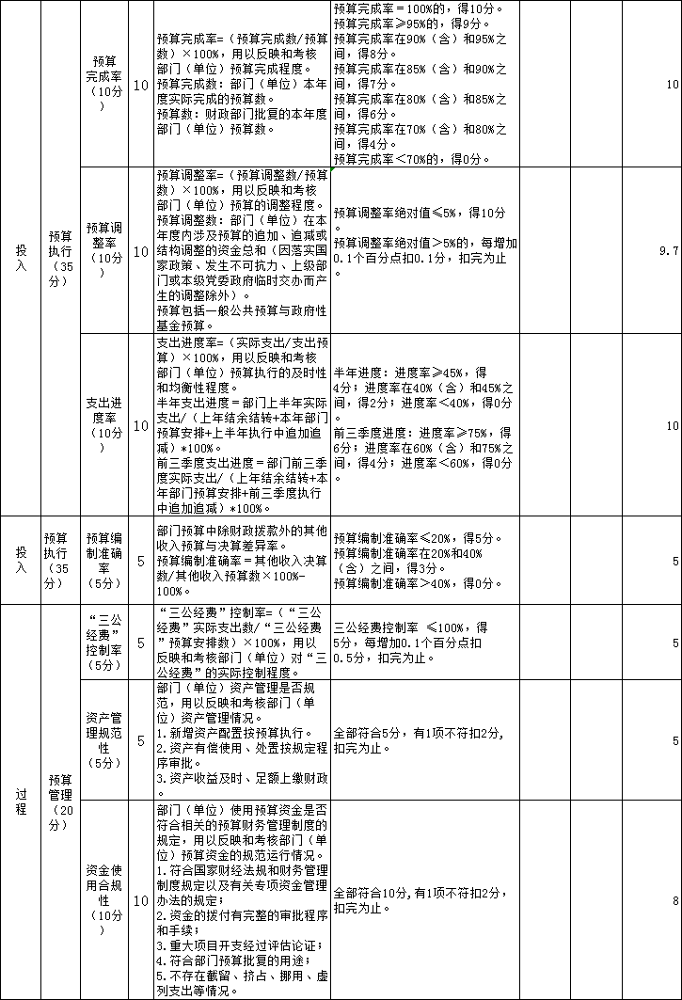 投入
预算执行（35分）
预算
完成率
（10分
）
10
预算完成率=（预算完成数/预算
数）×100%，用以反映和考核
部门（单位）预算完成程度。
预算完成数：部门（单位）本年
度实际完成的预算数。
预算数：财政部门批复的本年度
部门（单位）预算数。
预算完成率＝100%的，得10分。
预算完成率≥95%的，得9分。
预算完成率在90%（含）和95%之
间，得8分。
预算完成率在85%（含）和90%之
间，得7分。
预算完成率在80%（含）和85%之
间，得6分。
预算完成率在70%（含）和80%之
间，得4分。
预算完成率＜70%的，得0分。
10
预算调
整率
（10分）
10
预算调整率=（预算调整数/预算
数）×100%，用以反映和考核
部门（单位）预算的调整程度。
预算调整数：部门（单位）在本
年度内涉及预算的追加、追减或
结构调整的资金总和（因落实国
家政策、发生不可抗力、上级部
门或本级党委政府临时交办而产
生的调整除外）。
预算包括一般公共预算与政府性
基金预算。
预算调整率绝对值≤5%，得10分
。
预算调整率绝对值＞5%的，每增加
0.1个百分点扣0.1分，扣完为止。
9.7
支出进
度率
（10分）
10
支出进度率=（实际支出/支出预
算）×100%，用以反映和考核
部门（单位）预算执行的及时性
和均衡性程度。
半年支出进度＝部门上半年实际
支出/（上年结余结转+本年部门
预算安排+上半年执行中追加追
减）*100%。
前三季度支出进度＝部门前三季
度实际支出/（上年结余结转+本
年部门预算安排+前三季度执行
中追加追减）*100%。
半年进度：进度率≥45%，得
4分；进度率在40%（含）和45%之
间，得2分；进度率＜40%，得0分
。
前三季度进度：进度率≥75%，得
6分；进度率在60%（含）和75%之
间，得4分；进度率＜60%，得0分
。
10
投入
预算
执行
（35
分）
预算编
制准确
率
（5分）
5
部门预算中除财政拨款外的其他
收入预算与决算差异率。
预算编制准确率＝其他收入决算
数/其他收入预算数×100%-
100%。
预算编制准确率≤20%，得5分。
预算编制准确率在20%和40%
（含）之间，得3分。
预算编制准确率＞40%，得0分。
5
过程
预算
管理
（20
分）
“三公
经费”
控制率
（5分）
5
“三公经费”控制率=（“三公
经费”实际支出数/“三公经费
”预算安排数）×100%，用以
反映和考核部门（单位）对“三
公经费”的实际控制程度。
三公经费控制率 ≤100%，得
5分，每增加0.1个百分点扣
0.5分，扣完为止。
5
资产管
理规范
性
（5分）
5
部门（单位）资产管理是否规
范，用以反映和考核部门（单
位）资产管理情况。
1.新增资产配置按预算执行。
2.资产有偿使用、处置按规定程
序审批。
3.资产收益及时、足额上缴财政
。
全部符合5分，有1项不符扣2分，
扣完为止。
5
资金使
用合规
性
（10分）
10
部门（单位）使用预算资金是否
符合相关的预算财务管理制度的
规定，用以反映和考核部门（单
位）预算资金的规范运行情况。
1.符合国家财经法规和财务管理
制度规定以及有关专项资金管理
办法的规定；
2.资金的拨付有完整的审批程序
和手续；
3.重大项目开支经过评估论证；
4.符合部门预算批复的用途；
5.不存在截留、挤占、挪用、虚
列支出等情况。
全部符合10分,有1项不符扣2分，
扣完为止。
8